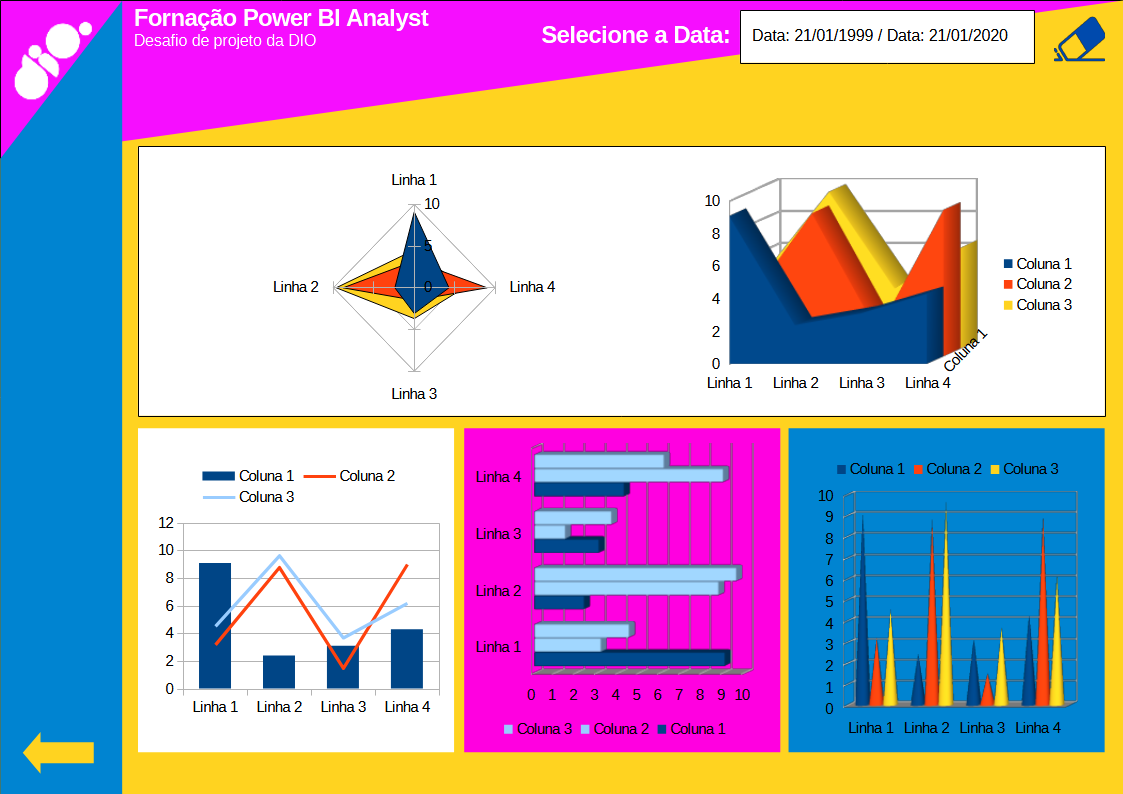 Fornação Power BI Analyst
Desafio de projeto da DIO
Selecione a Data:
Data: 21/01/1999 / Data: 21/01/2020
Linha 1
10
5
0
Linha 2
Linha 4
Linha 3
10
8
6
4
2
0
Linha 1 Linha 2 Linha 3 Linha 4
Coluna 1
Coluna 1
Coluna 2
Coluna 3
Coluna 1 Coluna 2
Coluna 3
12
10
8
6
4
2
0
Linha 1 Linha 2 Linha 3 Linha 4
Linha 4
Linha 3
Linha 2
Linha 1
0 1 2 3 4 5 6 7 8 9 10
Coluna 3 Coluna 2 Coluna 1
Coluna 1 Coluna 2 Coluna 3
10
9
8
7
6
5
4
3
2
1
0
Linha 1 Linha 2 Linha 3 Linha 4